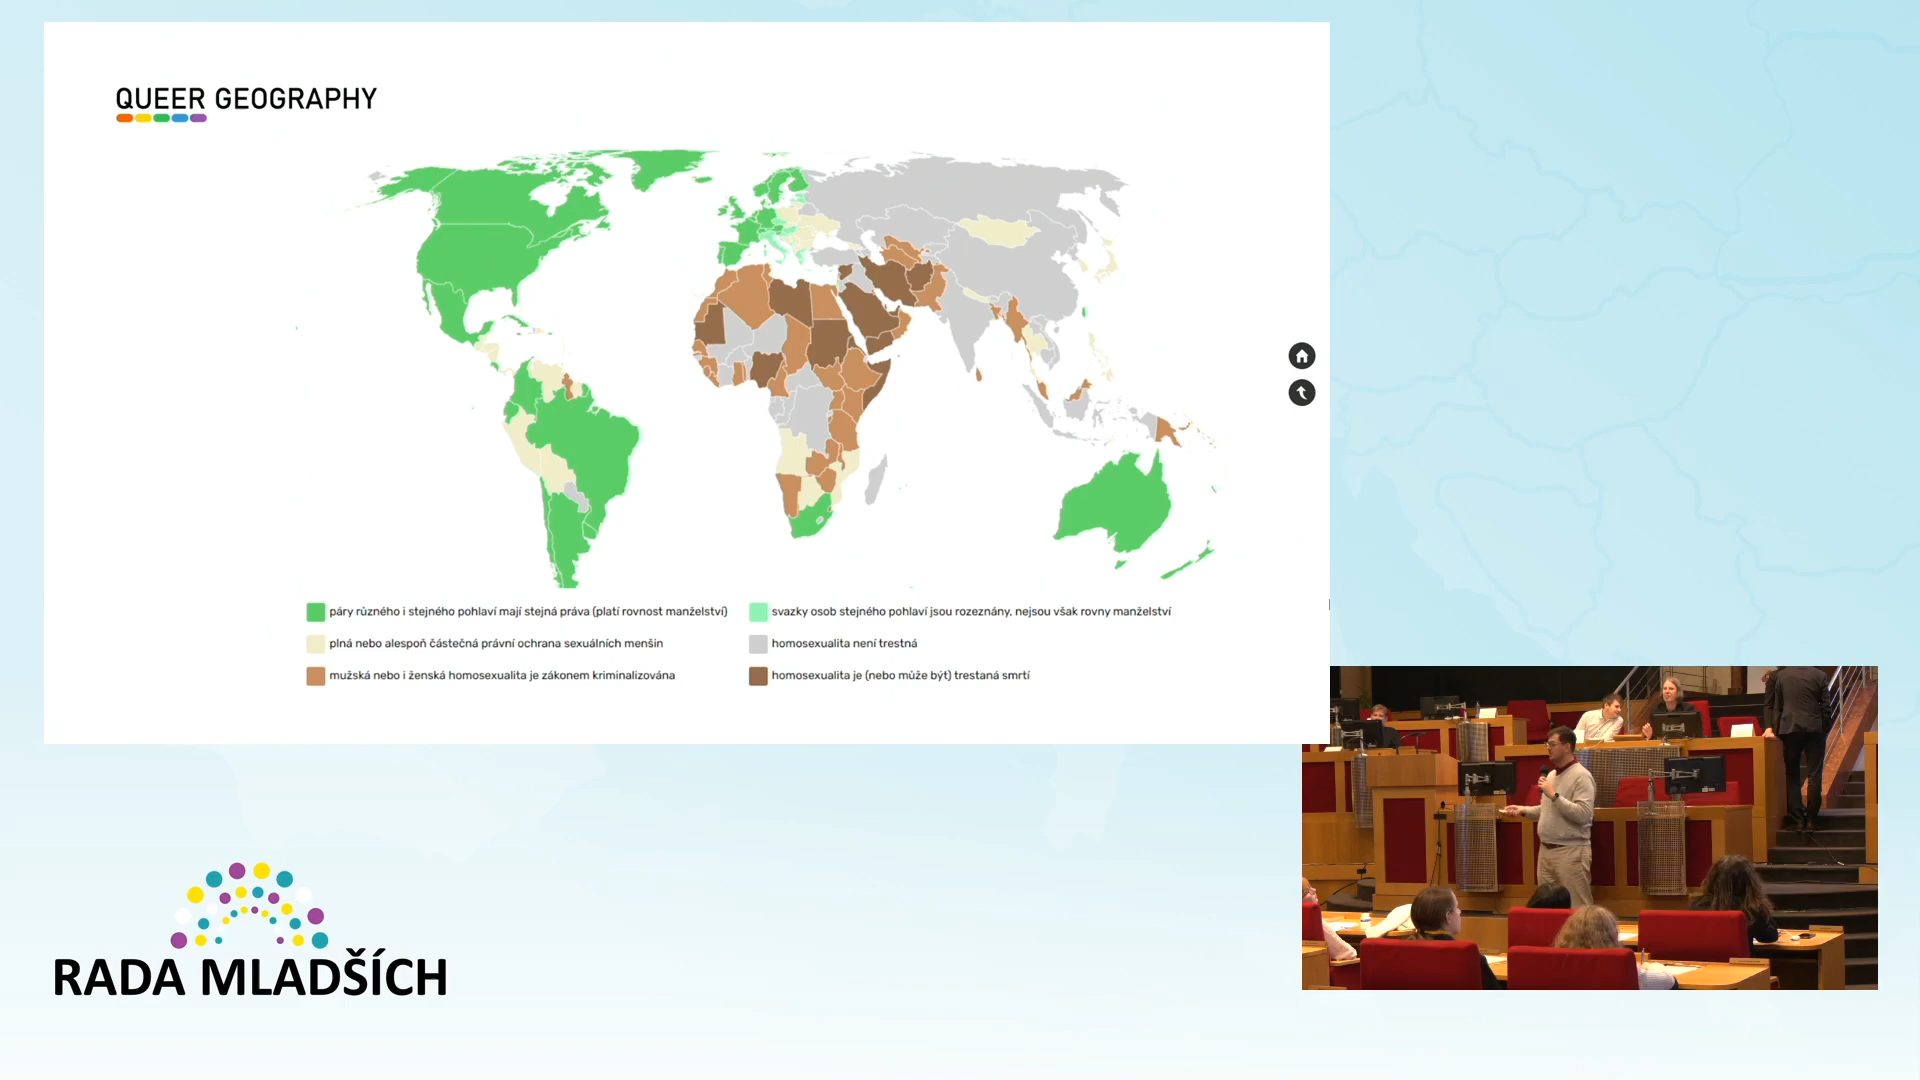 QUEER GEOGRAPHY
páry různého i stejného pohlaví mají stejná práva (platí rovnost manželství)
svazky osob stejného pohlaví jsou rozeznány, nejsou však rovny manželství
plná nebo alespoň částečná právní ochrana sexuálních menšin
homosexualita není trestná
mužská nebo i ženská homosexualita je zákonem kriminalizována
homosexualita je (nebo může být) trestaná smrtí
RADA MLADŠÍCH